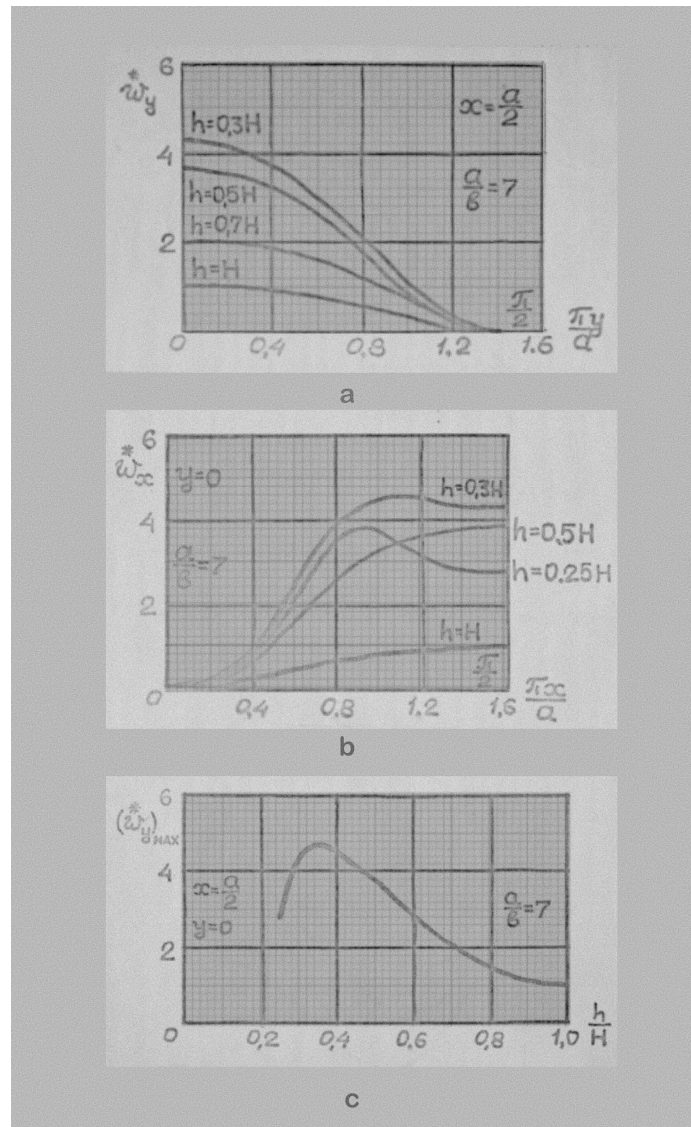 6
*
w_y
x = a/2
h=0,3H
4
a/в = 7
h=0,5H
h=0,7H
2
h=H
π/2
πy/a
0 0,4 0,8 1.2 1.6
a
6
*
w_x
y=0
h=0,3H
4
h=0.5H
a/в = 7
h=0.25H
2
h=H
π/2
πx/a
0 0,4 0,8 1.2 1,6
b
6
(*
w_y)MAX
4
x = a/2
a/в = 7
y=0
2
h/H
0 0,2 0,4 0,6 0,8 1,0
c